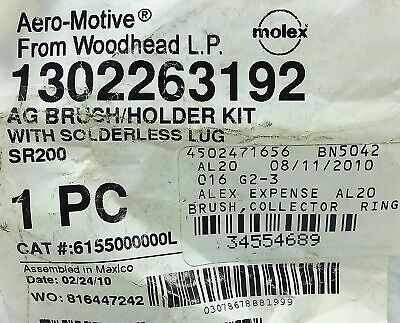 Aero-Motive®
From Woodhead L.P.
molex
1302263192
AG BRUSH/HOLDER KIT
WITH SOLDERLESS LUG
SR200
1 PC
CAT #:6155000000L
Assembled in Mexico
Date: 02/24/10
WO: 816447242
4502471656 BN5042
AL20 08/11/2010
016 G2-3
ALEX EXPENSE AL20
BRUSH,COLLECTOR RING
34554689
03078678881999